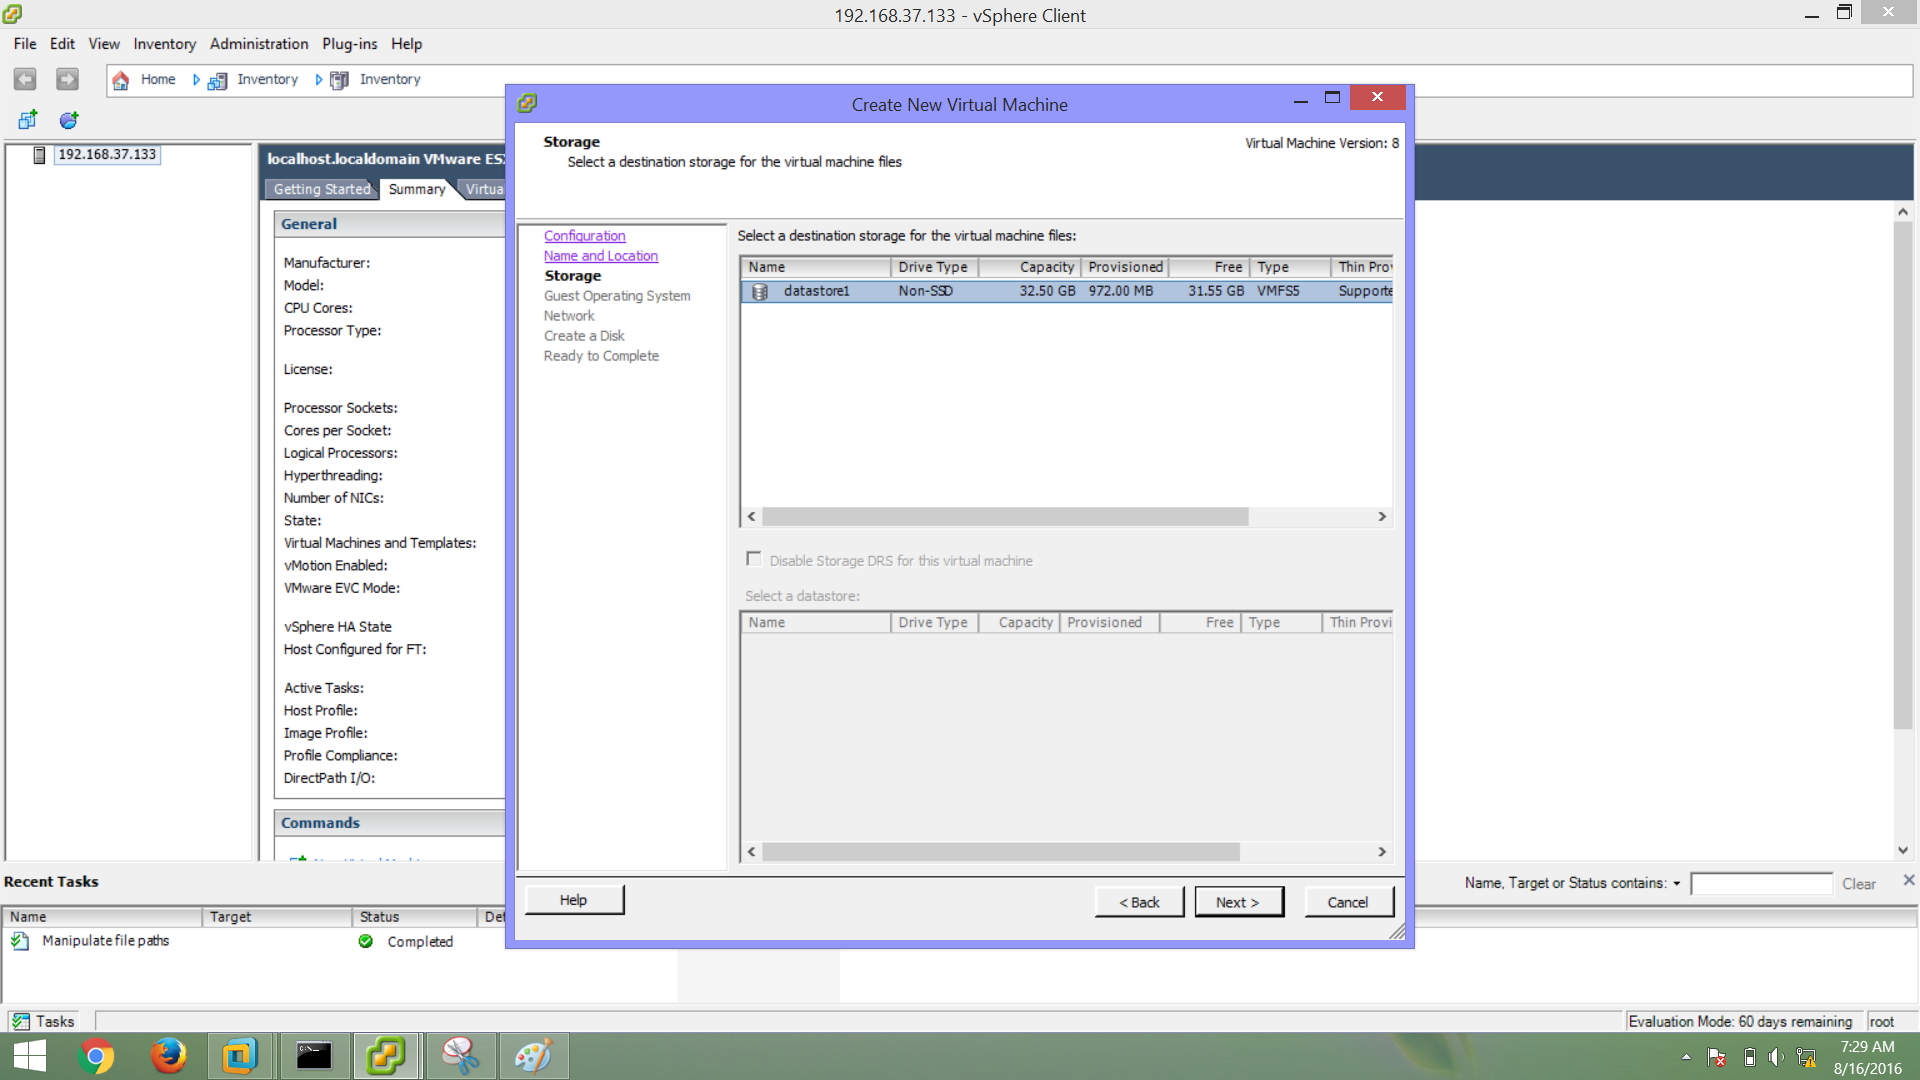 192.168.37.133 - vSphere Client
File Edit View Inventory Administration Plug-ins Help
Home Inventory Inventory
192.168.37.133
localhost.localdomain VMware
Getting Started Summary
General
Manufacturer:
Model:
CPU Cores:
Processor Type:
License:
Processor Sockets:
Cores per Socket:
Logical Processors:
Hyperthreading:
Number of NICs:
State:
Virtual Machines and Templates:
vMotion Enabled:
VMware EVC Mode:
vSphere HA State
Host Configured for FT:
Active Tasks:
Host Profile:
Image Profile:
Profile Compliance:
DirectPath I/O:
Commands
Create New Virtual Machine
Storage
Select a destination storage for the virtual machine files
Virtual Machine Version: 8
Configuration
Name and Location
Storage
Guest Operating System
Network
Create a Disk
Ready to Complete
Select a destination storage for the virtual machine files:
Name Drive Type Capacity Provisioned Free Type Thin
datastore1 Non-SSD 32.50 GB 972.00 MB 31.55 GB VMFS5
Disable Storage DRS for this virtual machine
Select a datastore:
Name Drive Type Capacity Provisioned Free Type Thin
Help < Back Next > Cancel
Recent Tasks
Name, Target or Status contains: Clear
Name Target Status
Manipulate file paths Completed
Tasks
Evaluation Mode: 60 days remaining root
7:29 AM
8/16/2016